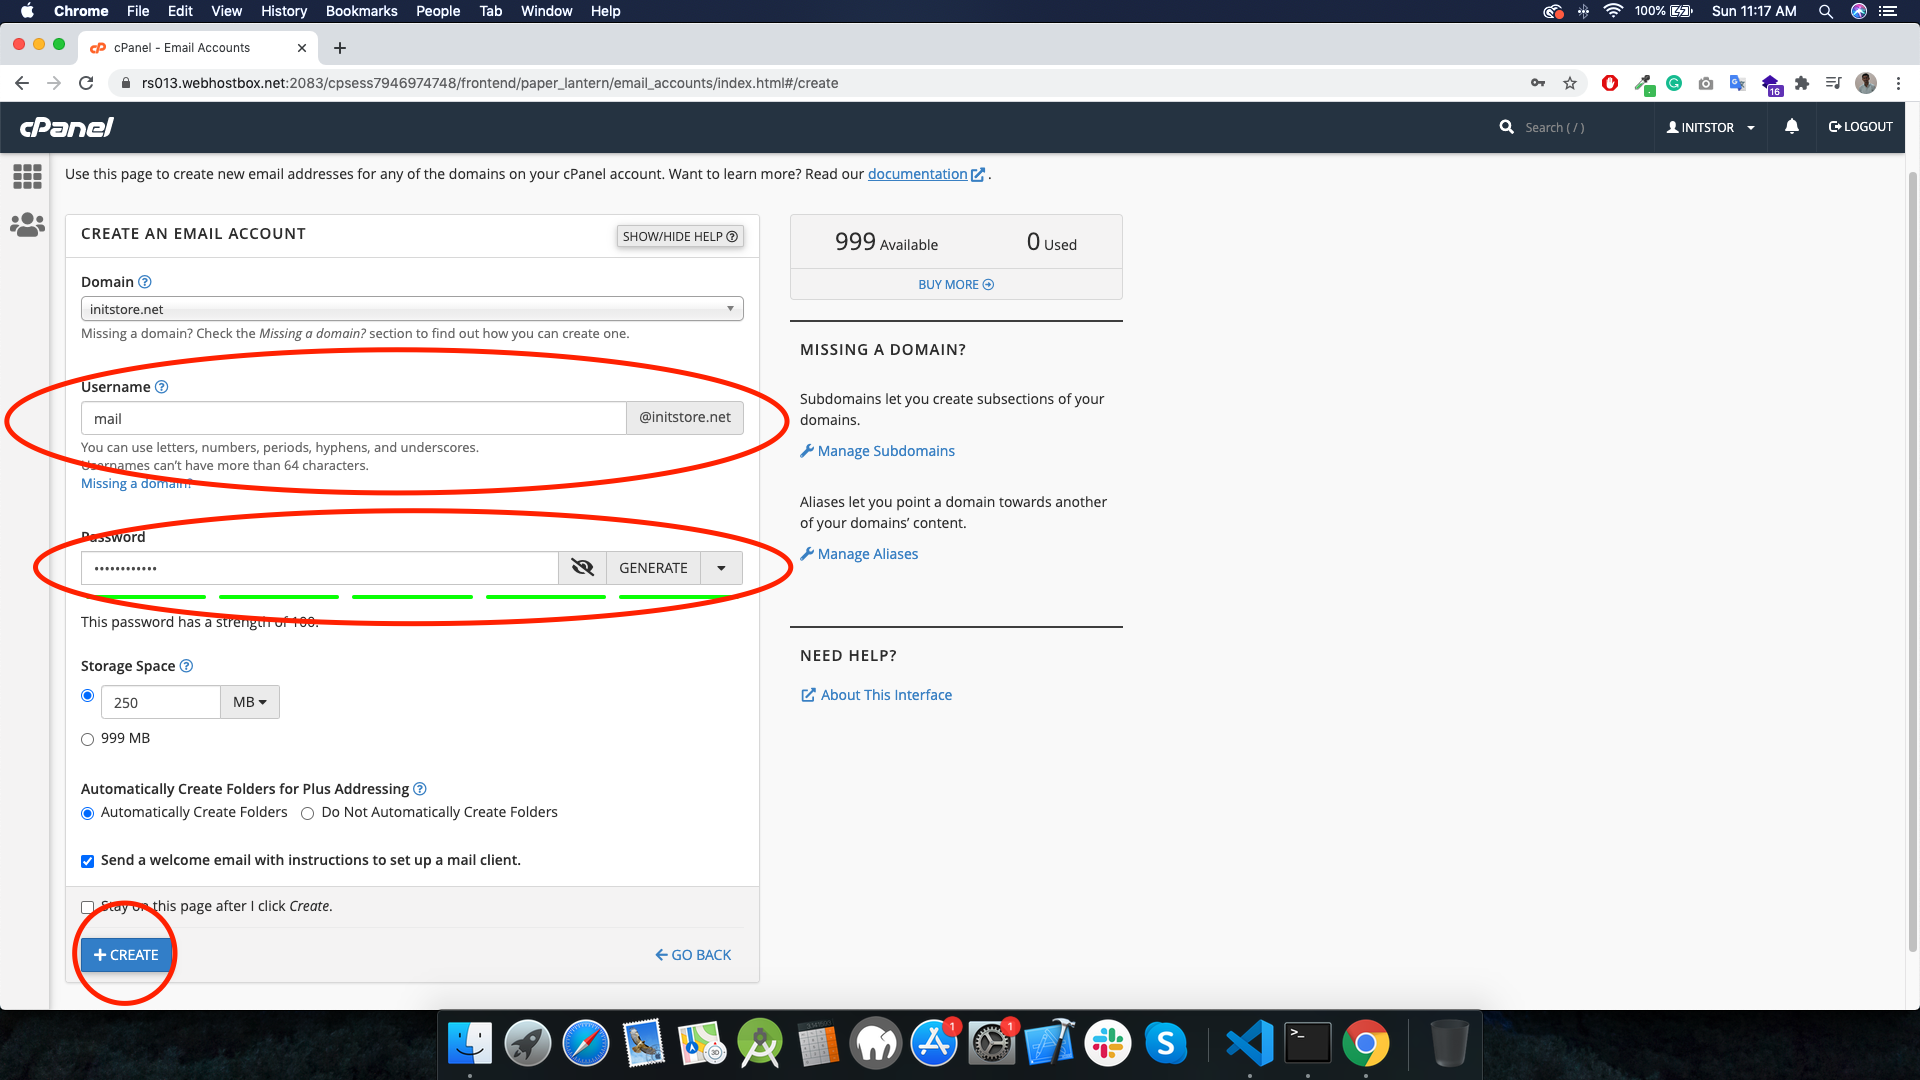 Chrome File Edit View History Bookmarks People Tab Window Help 100% Sun 11:17 AM
cPanel - Email Accounts
rs013.webhostbox.net:2083/cpsess7946974748/frontend/paper_lantern/email_accounts/index.html#/create
16
cPanel Search ( / ) INITSTOR LOGOUT
Use this page to create new email addresses for any of the domains on your cPanel account. Want to learn more? Read our documentation .
CREATE AN EMAIL ACCOUNT SHOW/HIDE HELP
Domain
initstore.net
Missing a domain? Check the Missing a domain? section to find out how you can create one.
Username
mail @initstore.net
You can use letters, numbers, periods, hyphens, and underscores.
Usernames can't have more than 64 characters.
Missing a domain?
Password
•••••••••••• GENERATE
This password has a strength of 100.
Storage Space
250 MB
999 MB
Automatically Create Folders for Plus Addressing
Automatically Create Folders Do Not Automatically Create Folders
Send a welcome email with instructions to set up a mail client.
Stay on this page after I click Create.
CREATE GO BACK
999 Available 0 Used
BUY MORE
MISSING A DOMAIN?
Subdomains let you create subsections of your
domains.
Manage Subdomains
Aliases let you point a domain towards another
of your domains’ content.
Manage Aliases
NEED HELP?
About This Interface
3D 1 1 S >_